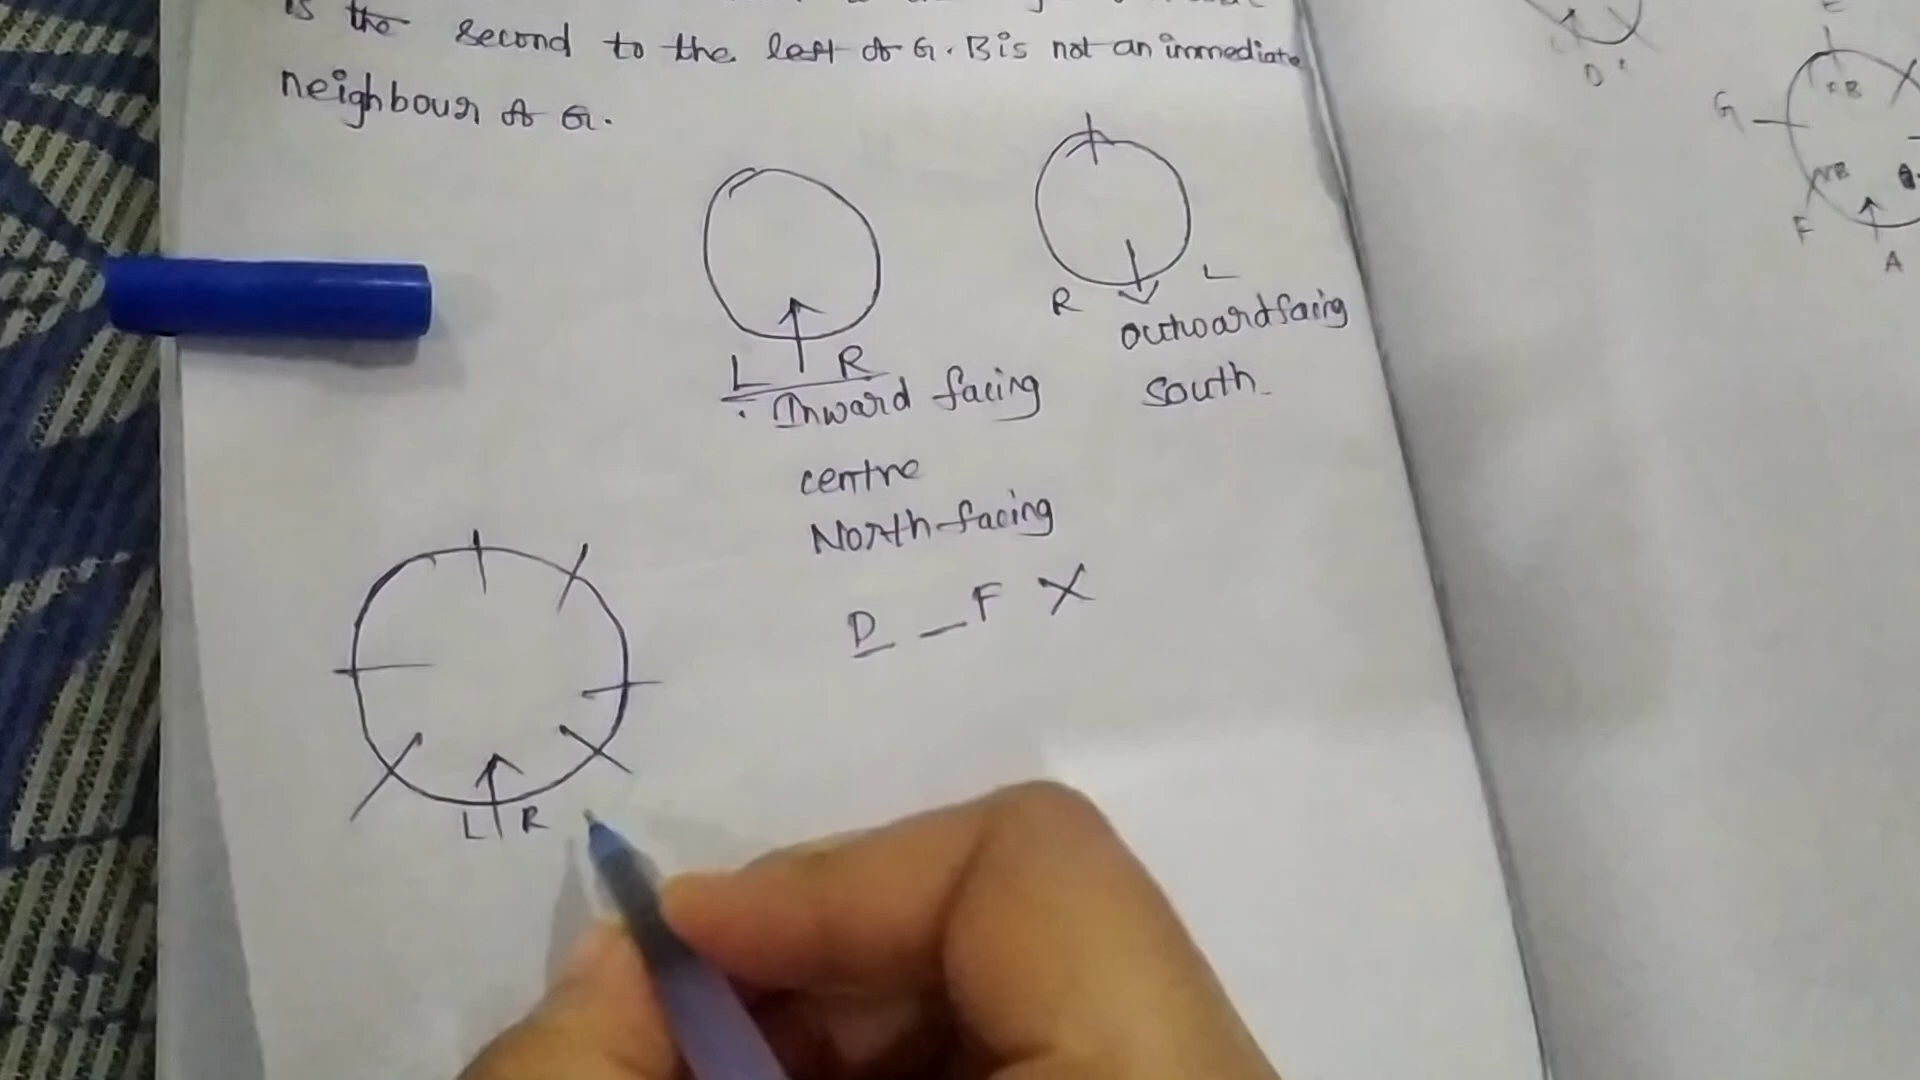 is the second to the left of G. B is not an immediate
neighbour of G.
L R
Inward facing
centre
North facing
R L
outward facing
South
D _ F X
L R
D
G
B
F
A